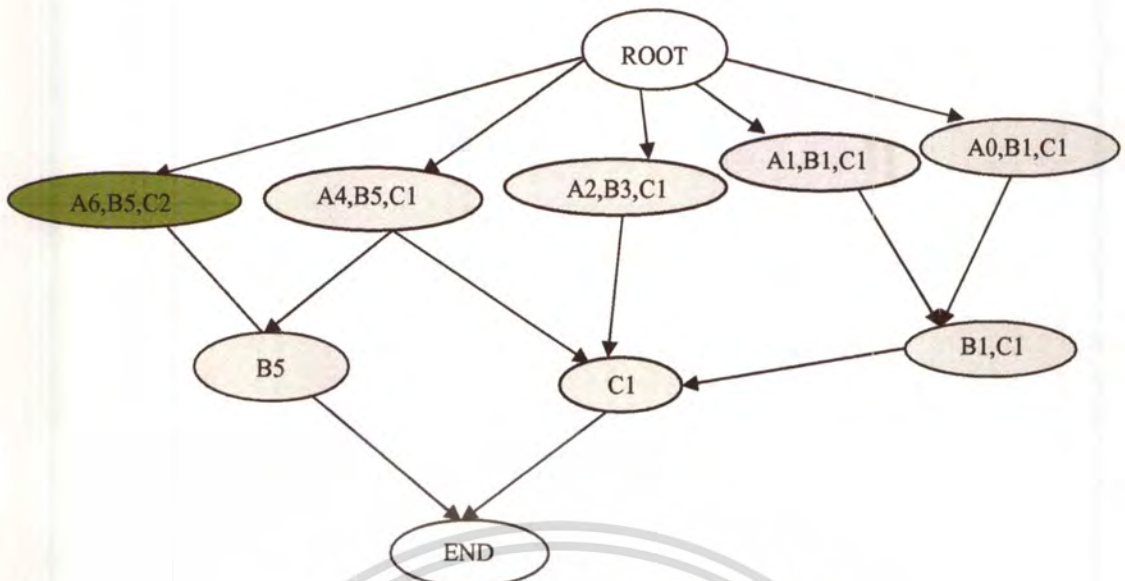 ROOT
A6,B5,C2
A4,B5,C1
A2,B3,C1
A1,B1,C1
A0,B1,C1
B5
C1
B1,C1
END